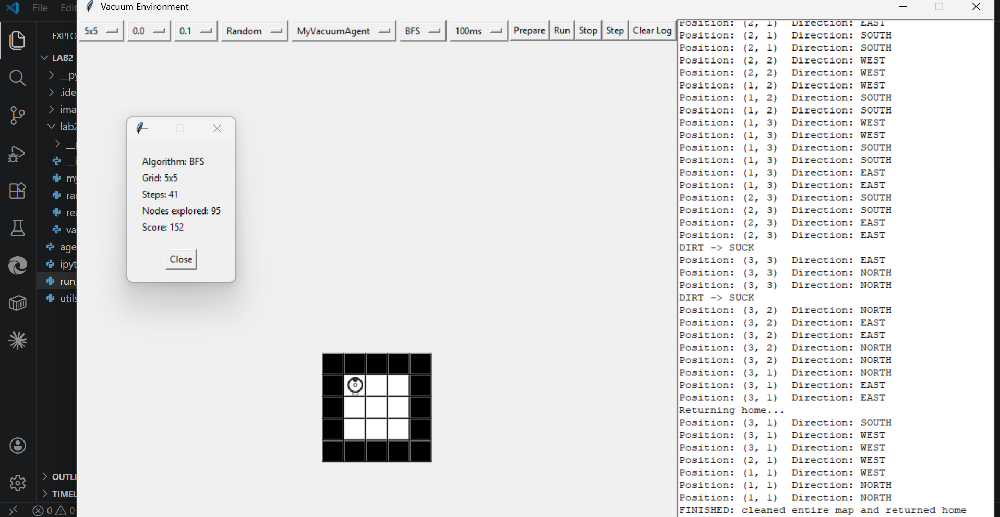 File Edit
Vacuum Environment
5x5 0.0 0.1 Random MyVacuumAgent BFS 100ms Prepare Run Stop Step Clear Log
EXPLO
LAB2
__py
.ide
ima
lab2
__p
__i
my
rar
rea
va
age
ipyt
run_
utils
OUTLI
TIMEL
0 0
Algorithm: BFS
Grid: 5x5
Steps: 41
Nodes explored: 95
Score: 152
Close
Position: (2, 1) Direction: EAST
Position: (2, 1) Direction: SOUTH
Position: (2, 1) Direction: SOUTH
Position: (2, 2) Direction: WEST
Position: (2, 2) Direction: WEST
Position: (1, 2) Direction: WEST
Position: (1, 2) Direction: SOUTH
Position: (1, 2) Direction: SOUTH
Position: (1, 3) Direction: WEST
Position: (1, 3) Direction: WEST
Position: (1, 3) Direction: SOUTH
Position: (1, 3) Direction: SOUTH
Position: (1, 3) Direction: EAST
Position: (1, 3) Direction: EAST
Position: (2, 3) Direction: SOUTH
Position: (2, 3) Direction: SOUTH
Position: (2, 3) Direction: EAST
Position: (2, 3) Direction: EAST
DIRT -> SUCK
Position: (3, 3) Direction: EAST
Position: (3, 3) Direction: NORTH
Position: (3, 3) Direction: NORTH
DIRT -> SUCK
Position: (3, 2) Direction: NORTH
Position: (3, 2) Direction: EAST
Position: (3, 2) Direction: EAST
Position: (3, 2) Direction: NORTH
Position: (3, 2) Direction: NORTH
Position: (3, 1) Direction: NORTH
Position: (3, 1) Direction: EAST
Position: (3, 1) Direction: EAST
Returning home...
Position: (3, 1) Direction: SOUTH
Position: (3, 1) Direction: WEST
Position: (3, 1) Direction: WEST
Position: (2, 1) Direction: WEST
Position: (1, 1) Direction: WEST
Position: (1, 1) Direction: NORTH
Position: (1, 1) Direction: NORTH
FINISHED: cleaned entire map and returned home